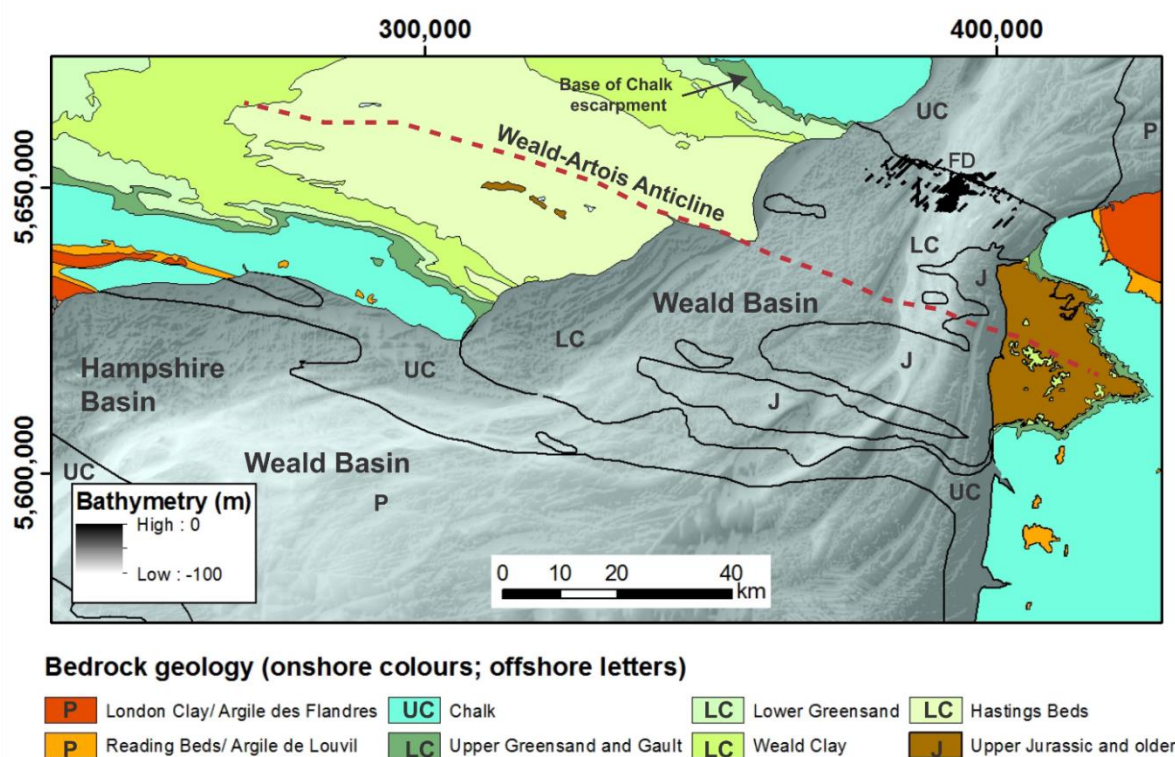 300,000
400,000
5,650,000
5,600,000
Base of Chalk
escarpment
UC
P
Weald-Artois Anticline
FD
LC
J
Weald Basin
LC
Hampshire
Basin
UC
J
J
Weald Basin
UC
P
UC
Bathymetry (m)
High : 0
Low : -100
0 10 20 40
km
Bedrock geology (onshore colours; offshore letters)
P London Clay/ Argile des Flandres
UC Chalk
LC Lower Greensand
LC Hastings Beds
P Reading Beds/ Argile de Louvil
LC Upper Greensand and Gault
LC Weald Clay
J Upper Jurassic and older